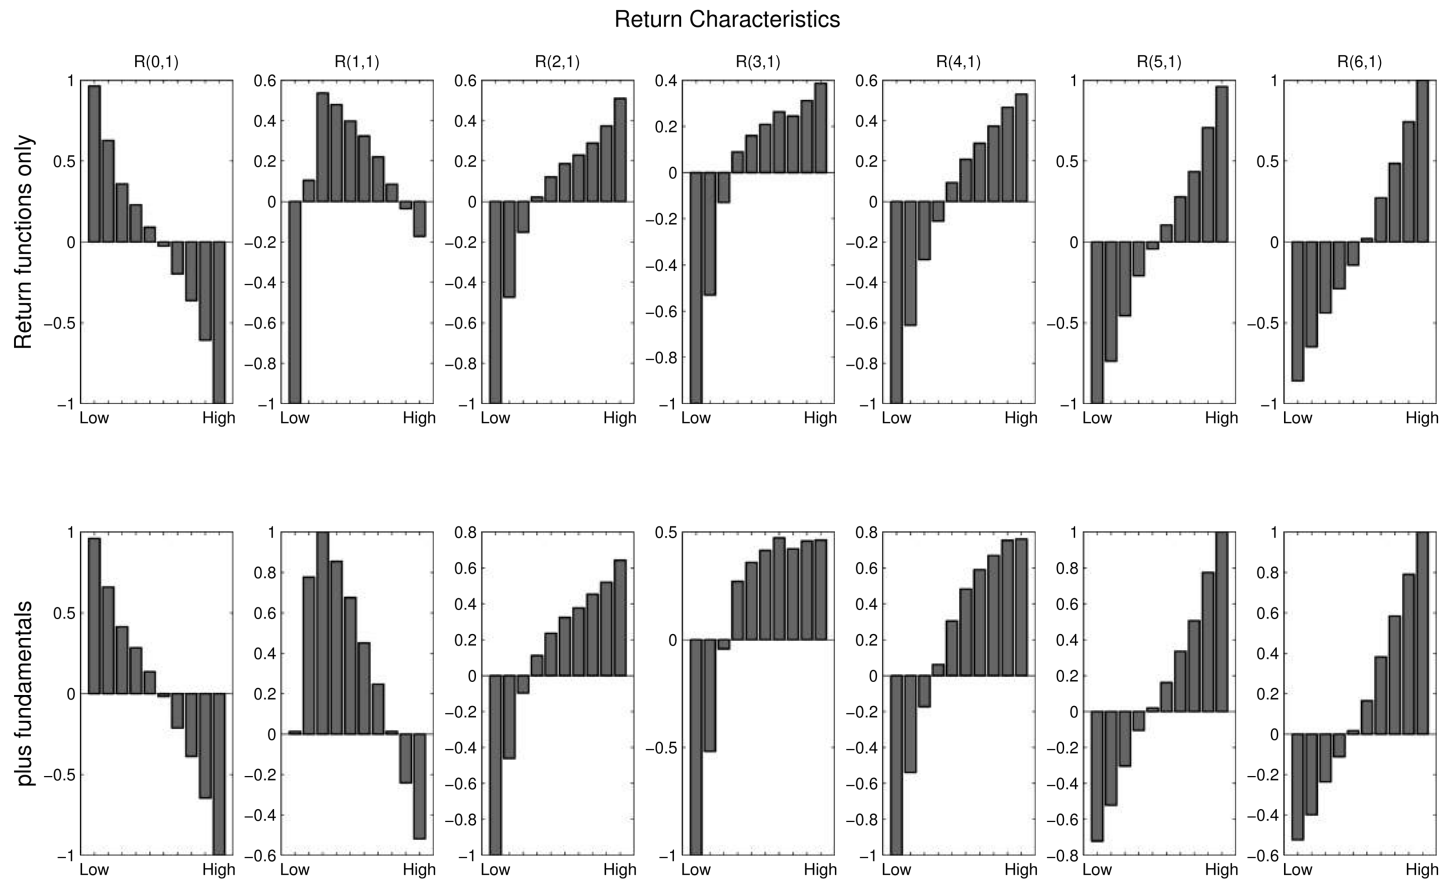 Return Characteristics
R(0,1) R(1,1) R(2,1) R(3,1) R(4,1) R(5,1) R(6,1)
Return functions only
1 0.5 0 −0.5 −1
0.6 0.4 0.2 0 −0.2 −0.4 −0.6 −0.8 −1
0.6 0.4 0.2 0 −0.2 −0.4 −0.6 −0.8 −1
0.4 0.2 0 −0.2 −0.4 −0.6 −0.8 −1
0.6 0.4 0.2 0 −0.2 −0.4 −0.6 −0.8 −1
1 0.5 0 −0.5 −1
1 0.5 0 −0.5 −1
Low High Low High Low High Low High Low High Low High Low High
plus fundamentals
1 0.5 0 −0.5 −1
1 0.8 0.6 0.4 0.2 0 −0.2 −0.4 −0.6
0.8 0.6 0.4 0.2 0 −0.2 −0.4 −0.6 −0.8 −1
0.5 0 −0.5 −1
0.8 0.6 0.4 0.2 0 −0.2 −0.4 −0.6 −0.8 −1
1 0.8 0.6 0.4 0.2 0 −0.2 −0.4 −0.6 −0.8
1 0.8 0.6 0.4 0.2 0 −0.2 −0.4 −0.6
Low High Low High Low High Low High Low High Low High Low High